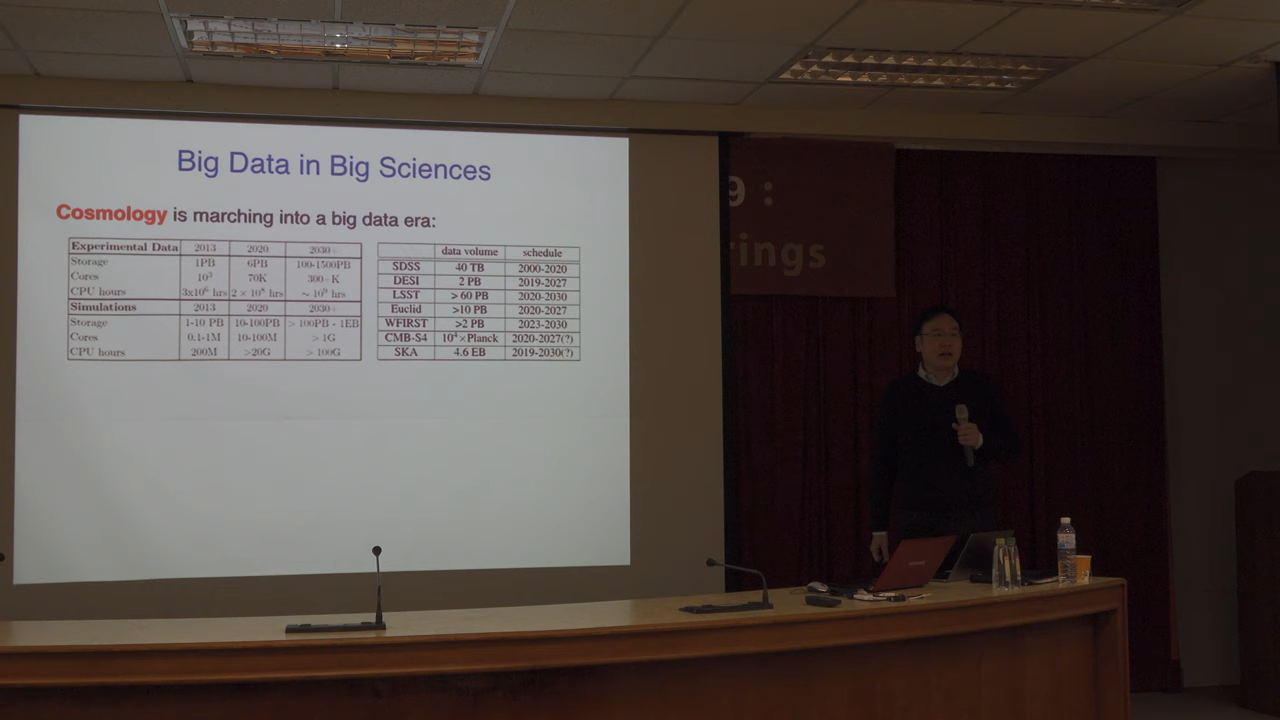 Big Data in Big Sciences
Cosmology is marching into a big data era:
Experimental Data 2013 2020 2030+
Storage 1PB 6PB 100-1500PB
Cores 10³ 70K 300+K
CPU hours 3x10⁶ hrs 2 × 10⁸ hrs ~ 10⁹ hrs
Simulations 2013 2020 2030+
Storage 1-10 PB 10-100PB > 100PB - 1EB
Cores 0.1-1M 10-100M > 1G
CPU hours 200M >20G > 100G
data volume schedule
SDSS 40 TB 2000-2020
DESI 2 PB 2019-2027
LSST > 60 PB 2020-2030
Euclid >10 PB 2020-2027
WFIRST >2 PB 2023-2030
CMB-S4 10⁴×Planck 2020-2027(?)
SKA 4.6 EB 2019-2030(?)
9 :
rings